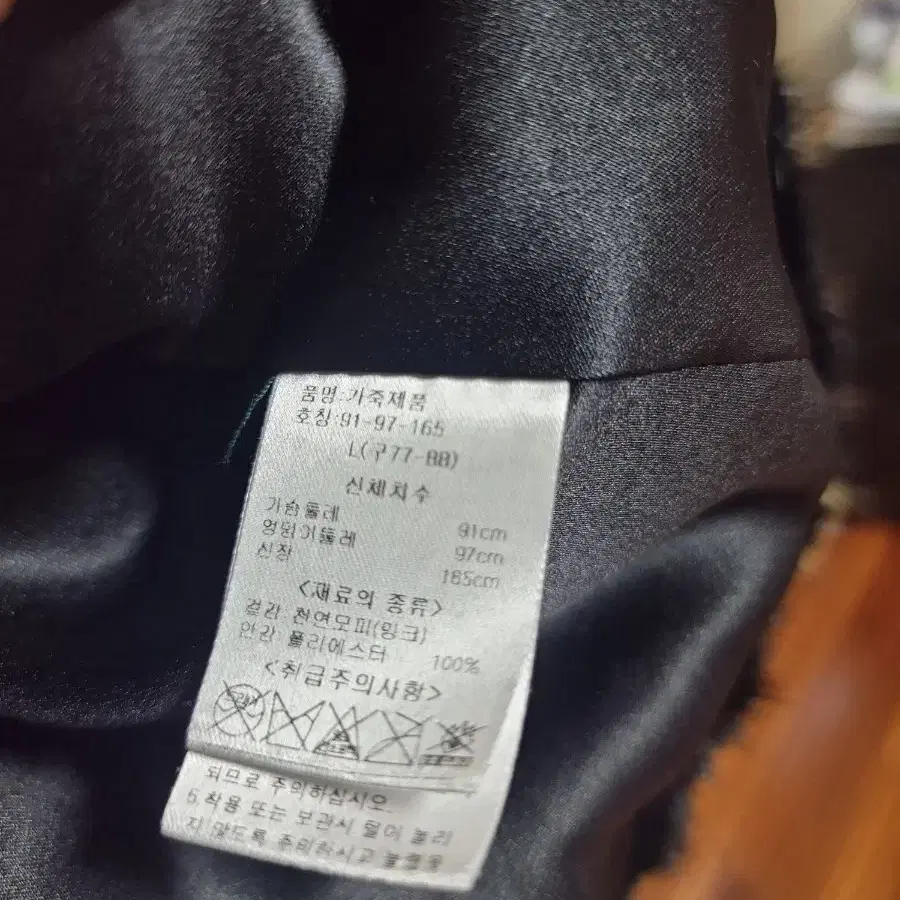 품명:가죽제품
호칭:91-97-165
L(구77-88)
신체치수
가슴둘레 91cm
엉덩이둘레 97cm
신장 165cm
<재료의 종류>
겉감 천연모피(밍크)
안감 폴리에스터 100%
<취급주의사항>
되므로 주의하십시오
6.착용 또는 보관시 털이 눌리
지 않도록 주의하시고